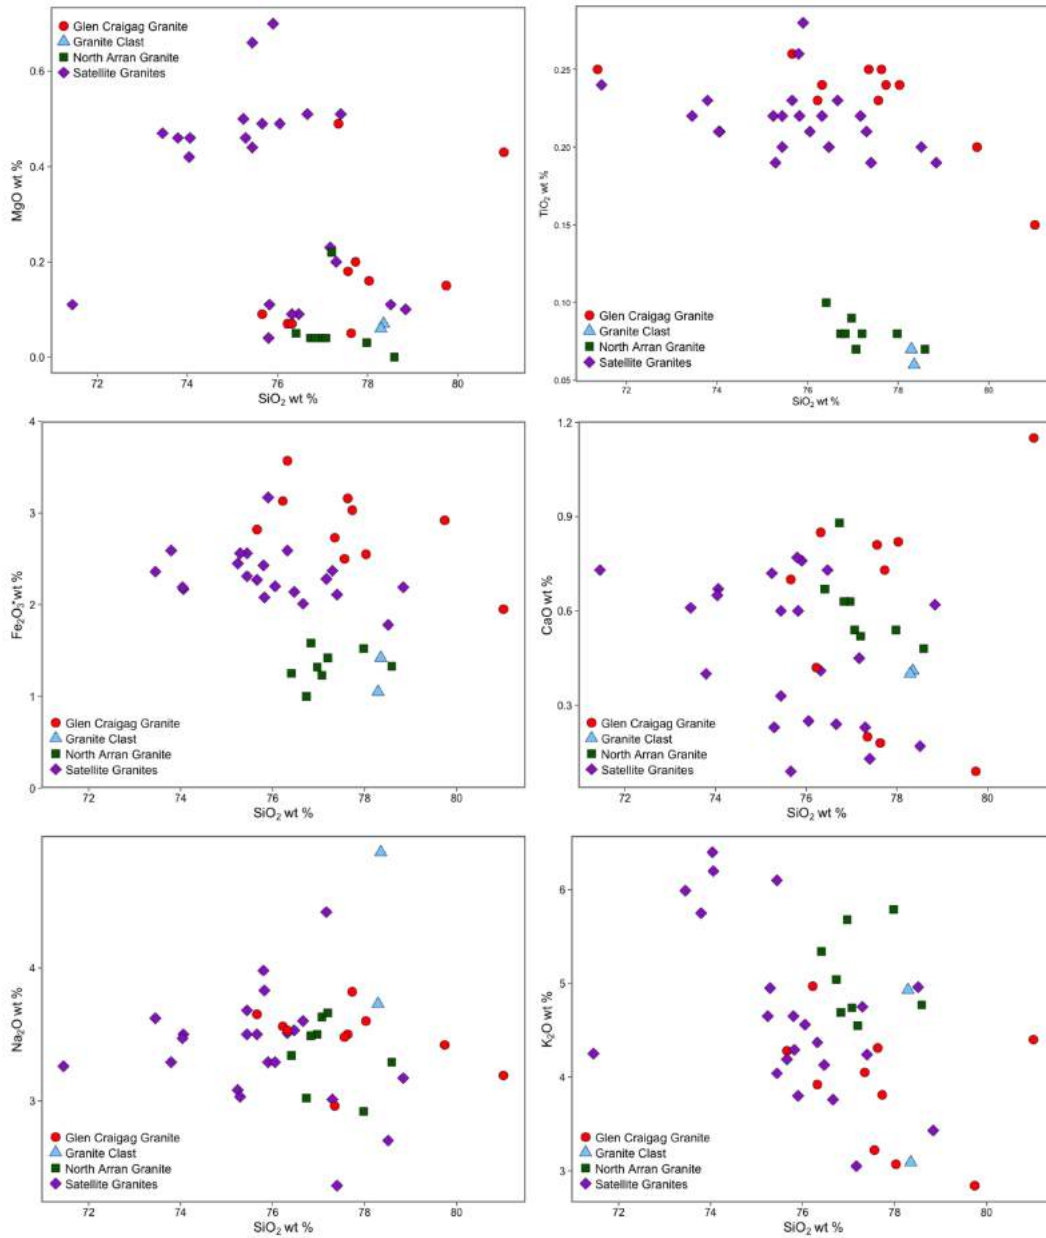 MgO wt %
0.6
0.4
0.2
0.0
Glen Craigag Granite
Granite Clast
North Arran Granite
Satellite Granites
72 74 76 78 80
SiO₂ wt %
TiO₂ wt %
0.25
0.20
0.15
0.10
0.05
Glen Craigag Granite
Granite Clast
North Arran Granite
Satellite Granites
72 74 76 78 80
SiO₂ wt %
Fe₂O₃*wt %
4
3
2
1
0
Glen Craigag Granite
Granite Clast
North Arran Granite
Satellite Granites
72 74 76 78 80
SiO₂ wt %
CaO wt %
1.2
0.9
0.6
0.3
Glen Craigag Granite
Granite Clast
North Arran Granite
Satellite Granites
72 74 76 78 80
SiO₂ wt %
Na₂O wt %
4
3
Glen Craigag Granite
Granite Clast
North Arran Granite
Satellite Granites
72 74 76 78 80
SiO₂ wt %
K₂O wt %
6
5
4
3
Glen Craigag Granite
Granite Clast
North Arran Granite
Satellite Granites
72 74 76 78 80
SiO₂ wt %